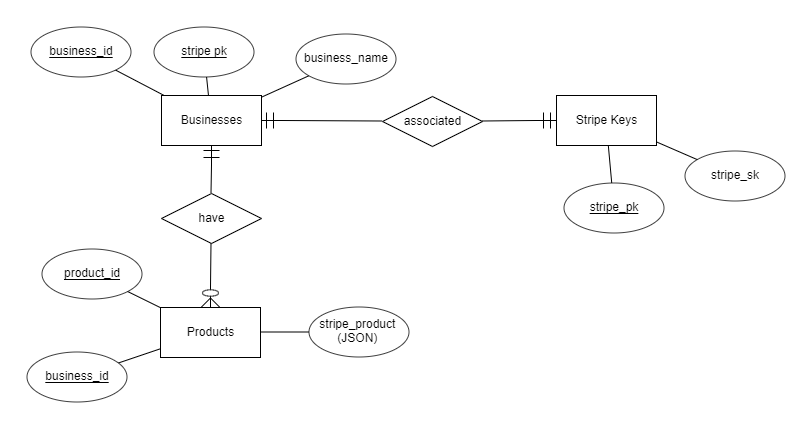 business_id
stripe pk
business_name
Businesses
associated
Stripe Keys
stripe_sk
stripe_pk
have
product_id
Products
stripe_product
(JSON)
business_id